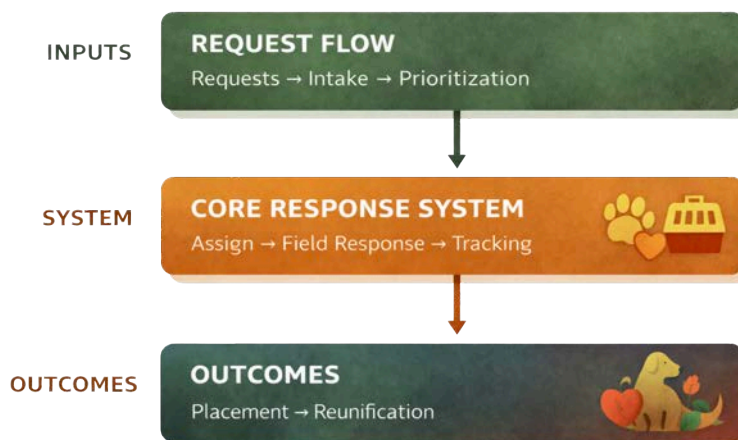 INPUTS
REQUEST FLOW
Requests → Intake → Prioritization
SYSTEM
CORE RESPONSE SYSTEM
Assign → Field Response → Tracking
OUTCOMES
OUTCOMES
Placement → Reunification